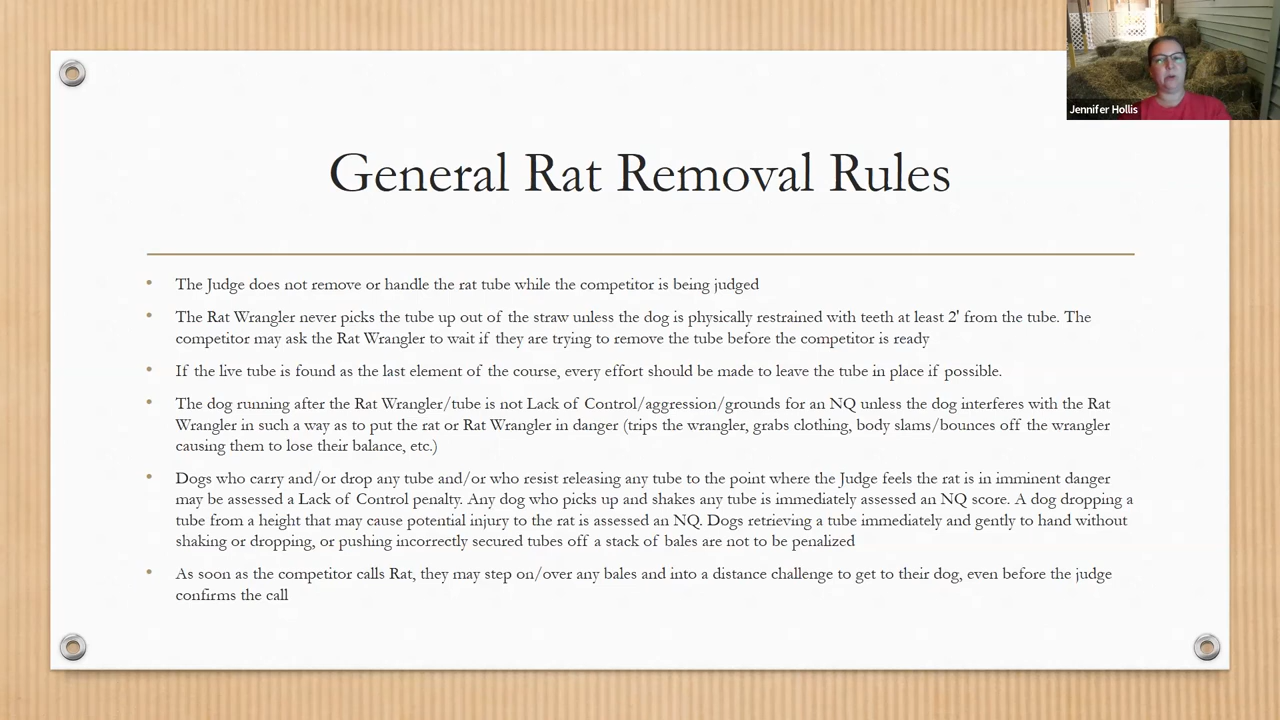 Jennifer Hollis
General Rat Removal Rules
• The Judge does not remove or handle the rat tube while the competitor is being judged
• The Rat Wrangler never picks the tube up out of the straw unless the dog is physically restrained with teeth at least 2' from the tube. The
competitor may ask the Rat Wrangler to wait if they are trying to remove the tube before the competitor is ready
• If the live tube is found as the last element of the course, every effort should be made to leave the tube in place if possible.
• The dog running after the Rat Wrangler/tube is not Lack of Control/aggression/grounds for an NQ unless the dog interferes with the Rat
Wrangler in such a way as to put the rat or Rat Wrangler in danger (trips the wrangler, grabs clothing, body slams/bounces off the wrangler
causing them to lose their balance, etc.)
• Dogs who carry and/or drop any tube and/or who resist releasing any tube to the point where the Judge feels the rat is in imminent danger
may be assessed a Lack of Control penalty. Any dog who picks up and shakes any tube is immediately assessed an NQ score. A dog dropping a
tube from a height that may cause potential injury to the rat is assessed an NQ. Dogs retrieving a tube immediately and gently to hand without
shaking or dropping, or pushing incorrectly secured tubes off a stack of bales are not to be penalized
• As soon as the competitor calls Rat, they may step on/over any bales and into a distance challenge to get to their dog, even before the judge
confirms the call